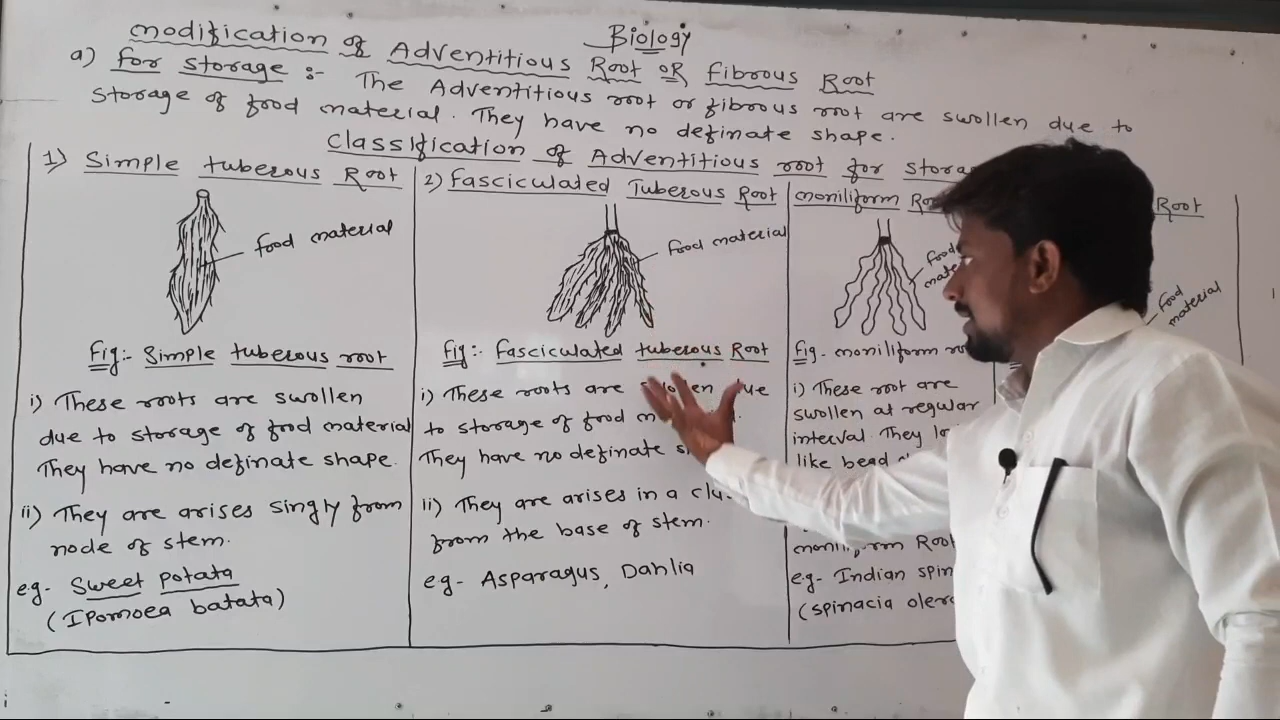 Biology
modification of Adventitious Root OR fibrous Root
a) for storage :- The Adventitious root or fibrous root are swollen due to
storage of food material. They have no definate shape.
Classification of Adventitious root for
1) Simple tuberous Root
food material
Fig:- Simple tuberous root
i) These roots are swollen
due to storage of food material
They have no definate shape.
ii) They are arises singly from
node of stem.
e.g- Sweet potata
(Ipomoea batata)
2) Fasciculated Tuberous Root
food material
Fig:- Fasciculated tuberous Root
i) These roots are due
to storage of food
They have no definate
ii) They are arises in a
from the base of stem.
e.g- Asparagus, Dahlia
moniliform
food
Fig- moniliform
i) These root are
swollen at regular
interval. They
like bead
Root
e.g- Indian
(spinacia
Root
food
material